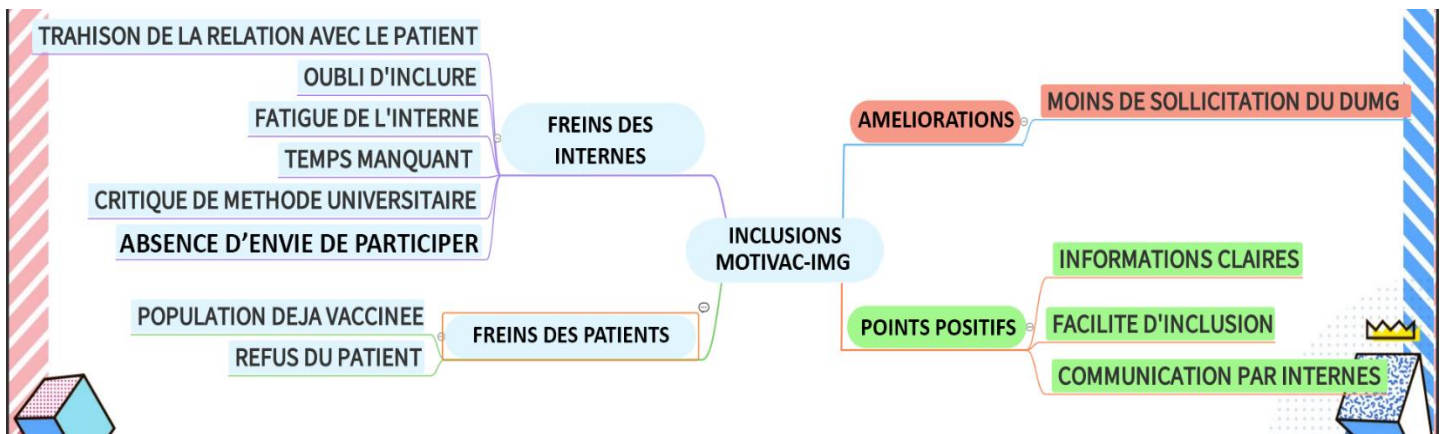 TRAHISON DE LA RELATION AVEC LE PATIENT
OUBLI D'INCLURE
FATIGUE DE L'INTERNE
TEMPS MANQUANT
CRITIQUE DE METHODE UNIVERSITAIRE
ABSENCE D’ENVIE DE PARTICIPER
FREINS DES
INTERNES
POPULATION DEJA VACCINEE
REFUS DU PATIENT
FREINS DES PATIENTS
INCLUSIONS
MOTIVAC-IMG
AMELIORATIONS
MOINS DE SOLLICITATION DU DUMG
POINTS POSITIFS
INFORMATIONS CLAIRES
FACILITE D'INCLUSION
COMMUNICATION PAR INTERNES